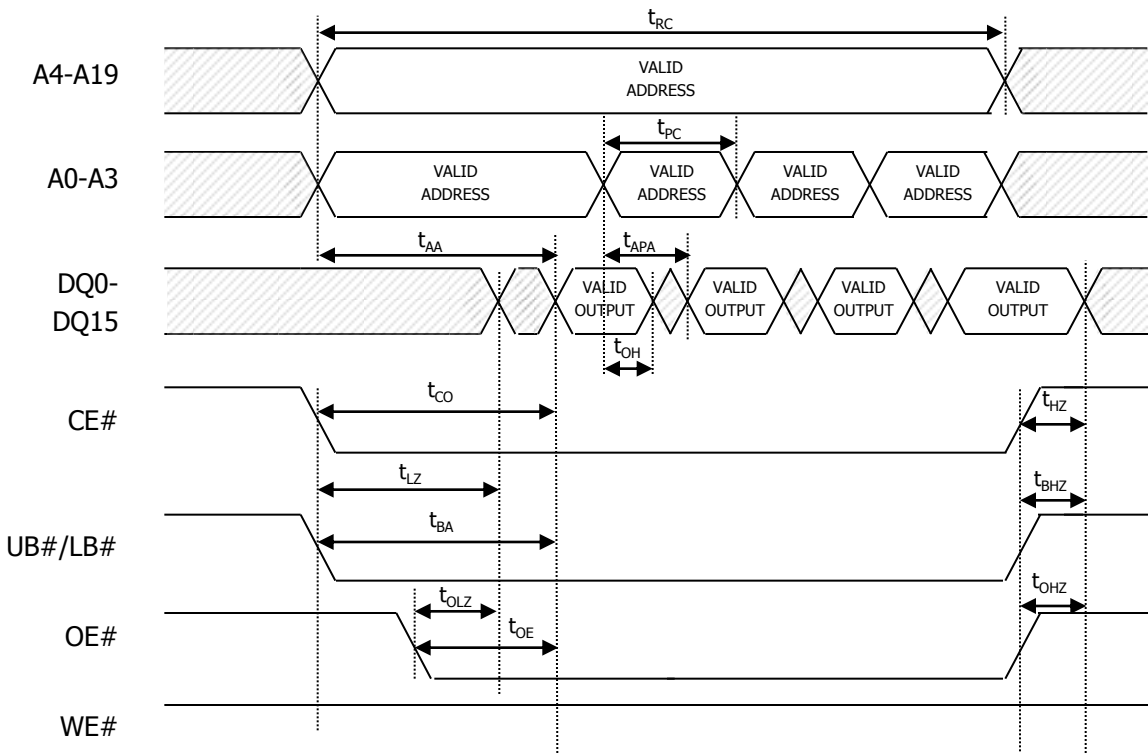 tRC
A4-A19
VALID
ADDRESS
tPC
A0-A3
VALID
ADDRESS
VALID
ADDRESS
VALID
ADDRESS
VALID
ADDRESS
tAA
tAPA
DQ0-
DQ15
VALID
OUTPUT
VALID
OUTPUT
VALID
OUTPUT
VALID
OUTPUT
tOH
CE#
tCO
tHZ
tLZ
tBHZ
UB#/LB#
tBA
tOLZ
tOHZ
OE#
tOE
WE#